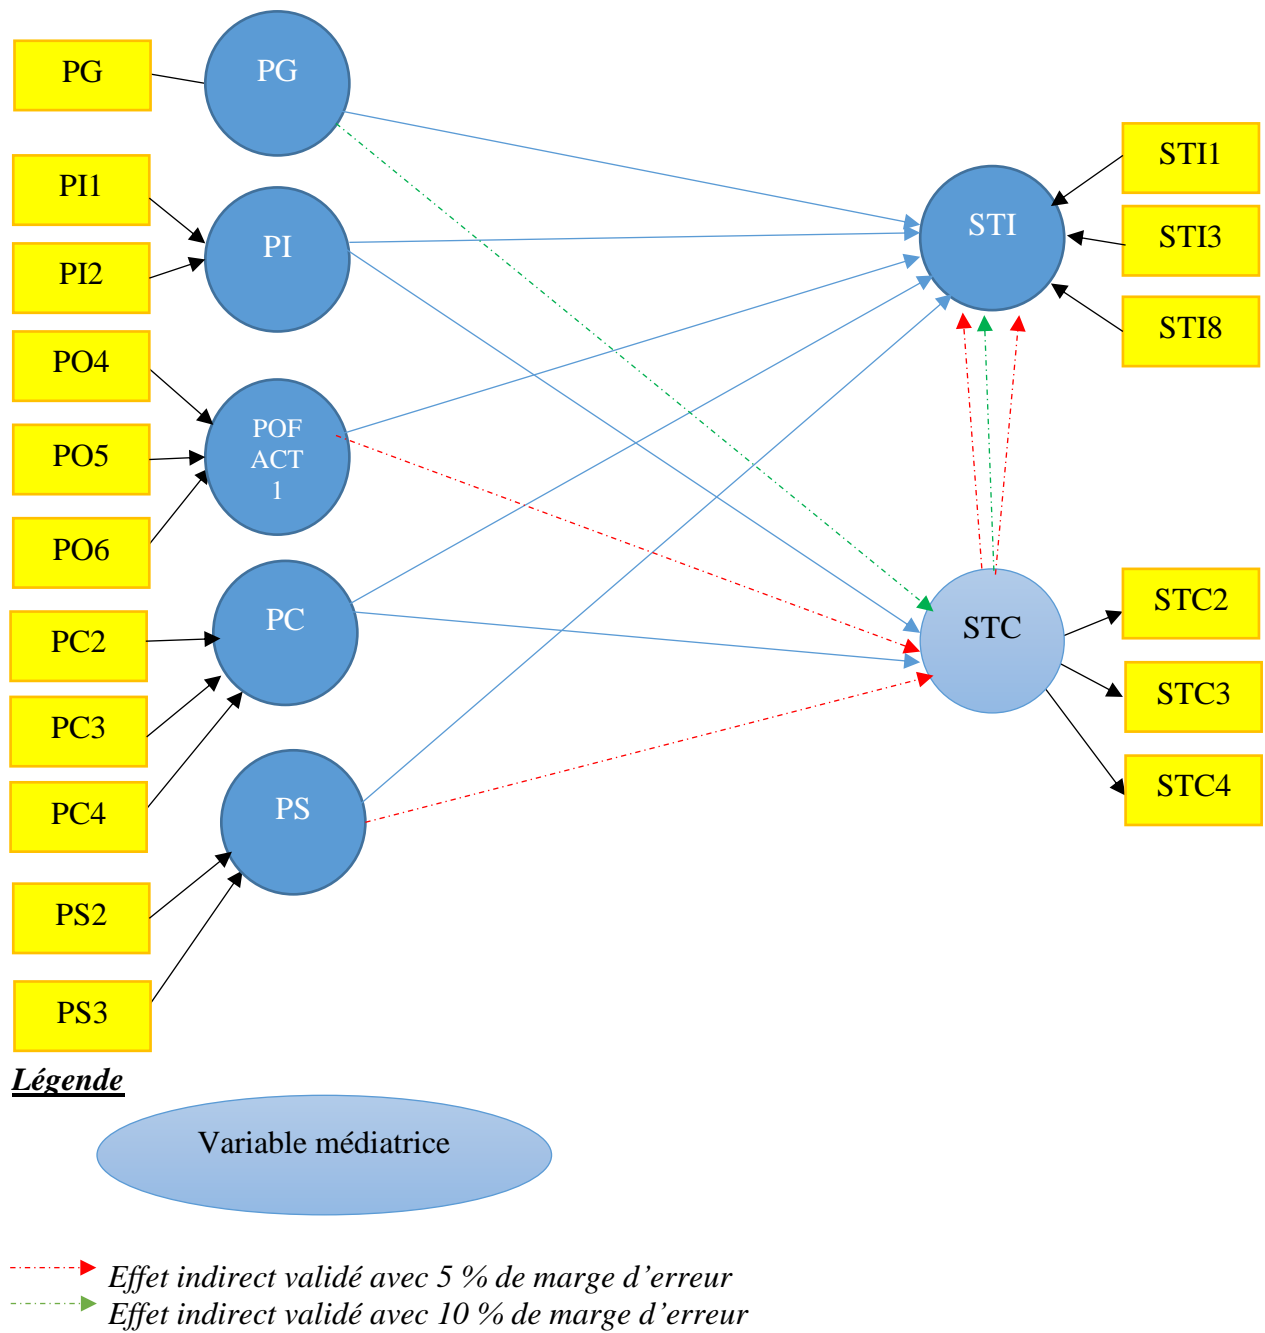 PG
PG
PI1
PI
PI2
PO4
POF
ACT
1
PO5
PO6
PC2
PC
PC3
PC4
PS
PS2
PS3
STI
STI1
STI3
STI8
STC
STC2
STC3
STC4
Légende
Variable médiatrice
Effet indirect validé avec 5 % de marge d’erreur
Effet indirect validé avec 10 % de marge d’erreur